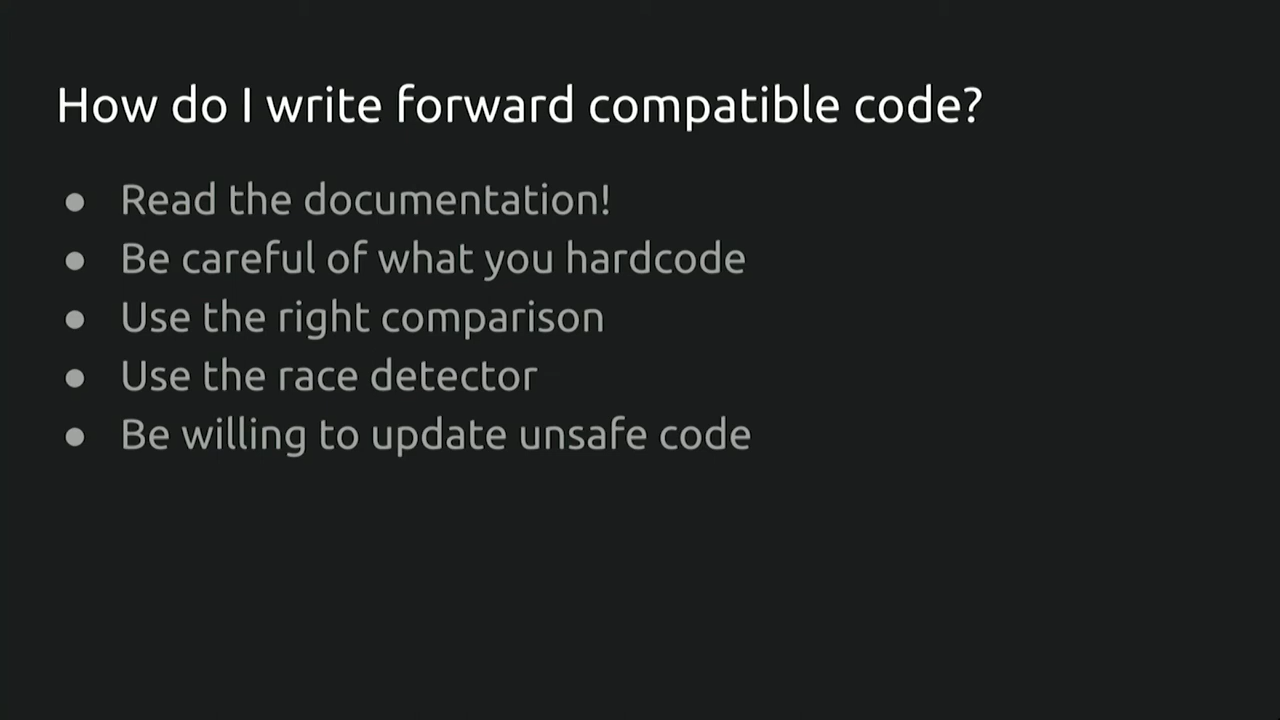 How do I write forward compatible code?
● Read the documentation!
● Be careful of what you hardcode
● Use the right comparison
● Use the race detector
● Be willing to update unsafe code